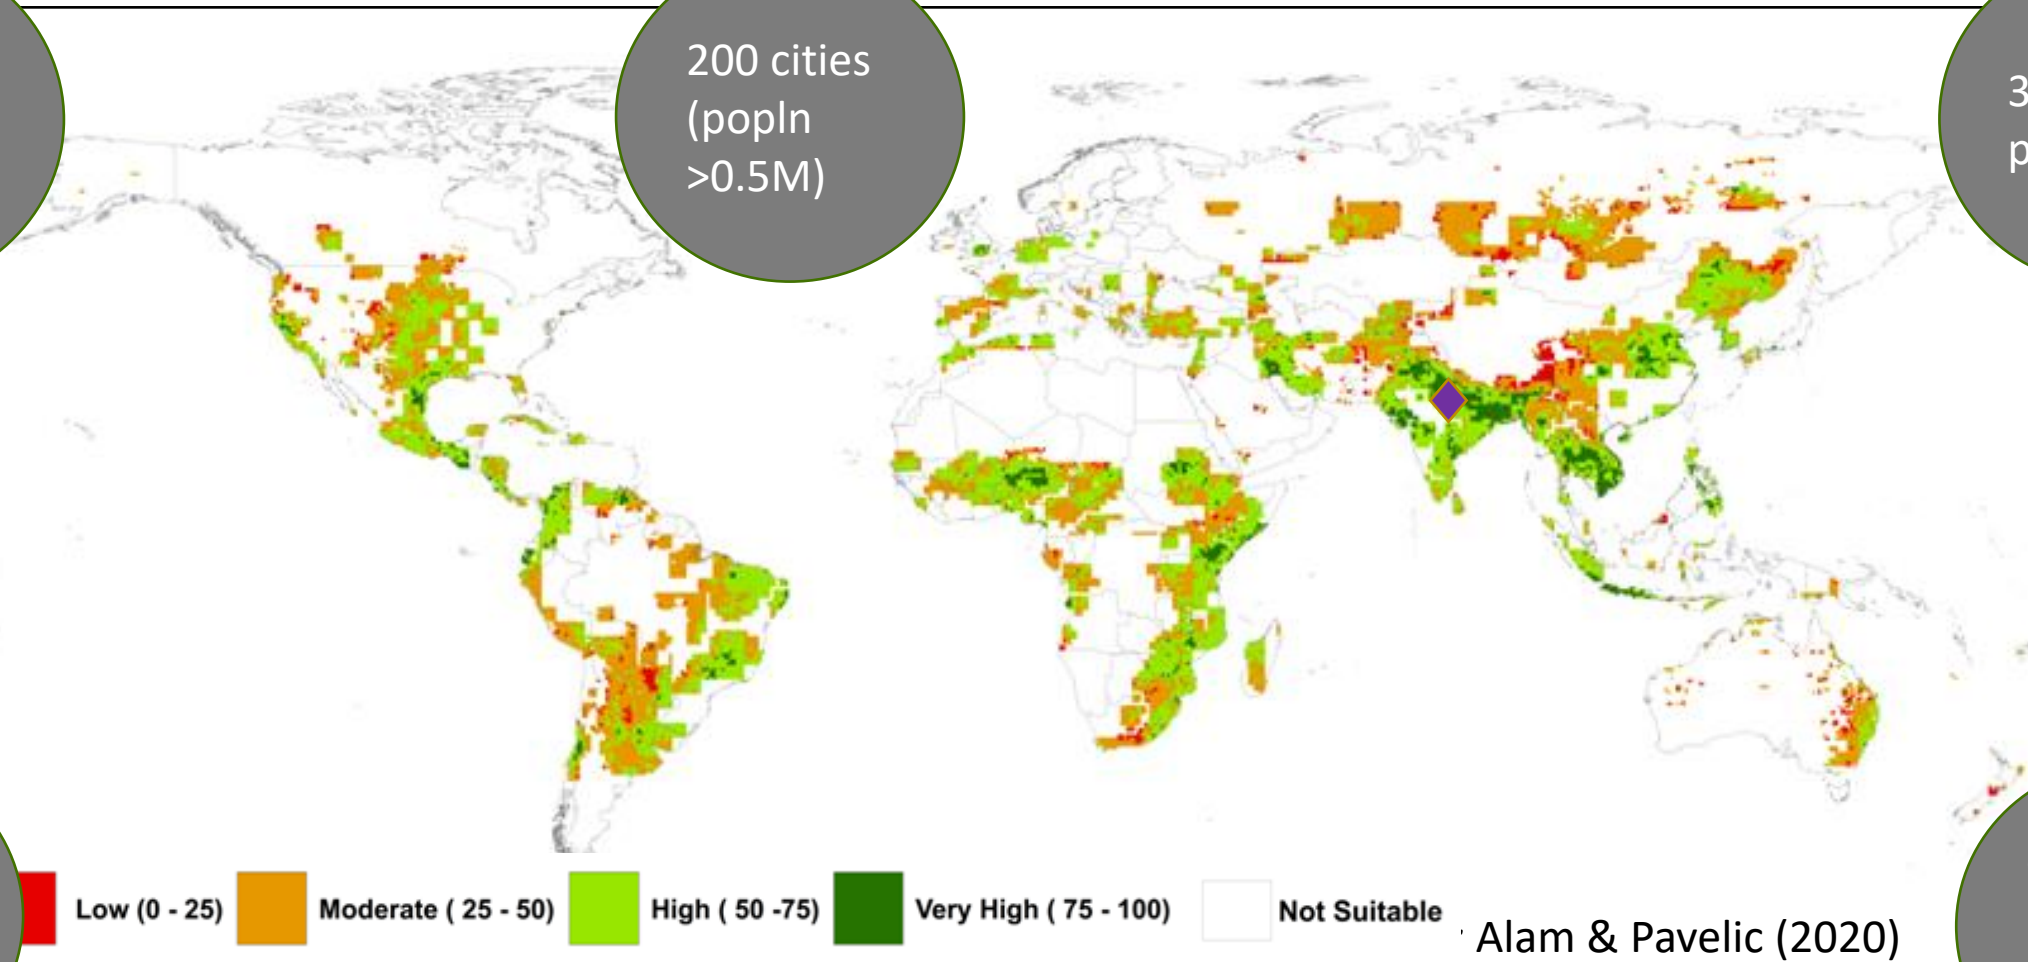 200 cities
(popln
>0.5M)
3
p
Low (0 - 25)
Moderate ( 25 - 50)
High ( 50 -75)
Very High ( 75 - 100)
Not Suitable
Alam & Pavelic (2020)